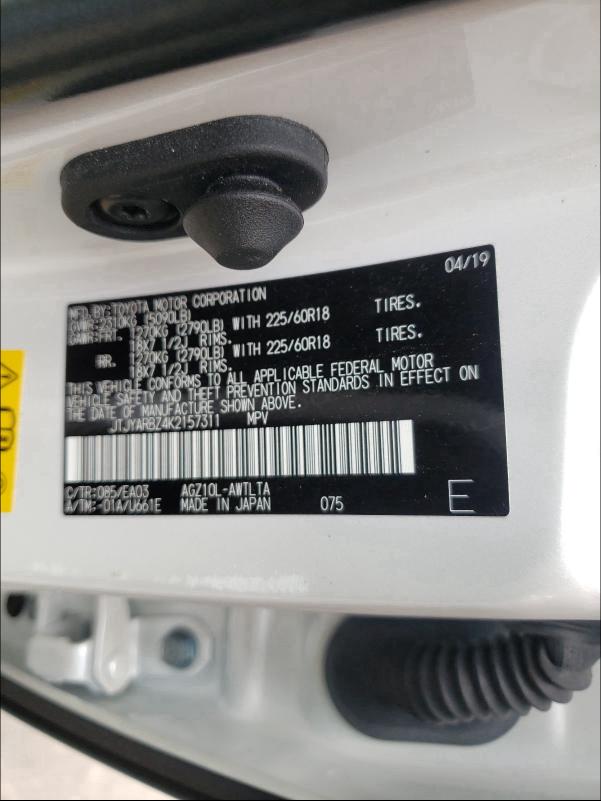 04/19
MFD.BY:TOYOTA MOTOR CORPORATION
GVWR:2310KG (5090LB)
GAWR:FRT. 1270KG (2790LB) WITH 225/60R18 TIRES.
18X7 1/2J RIMS.
RR. 1270KG (2790LB) WITH 225/60R18 TIRES.
18X7 1/2J RIMS.
THIS VEHICLE CONFORMS TO ALL APPLICABLE FEDERAL MOTOR
VEHICLE SAFETY AND THEFT PREVENTION STANDARDS IN EFFECT ON
THE DATE OF MANUFACTURE SHOWN ABOVE.
JTJYARBZ4K2157311 MPV
C/TR:085/EA03 AGZ10L-AWTLTA
A/TM:-01A/U661E MADE IN JAPAN 075 E